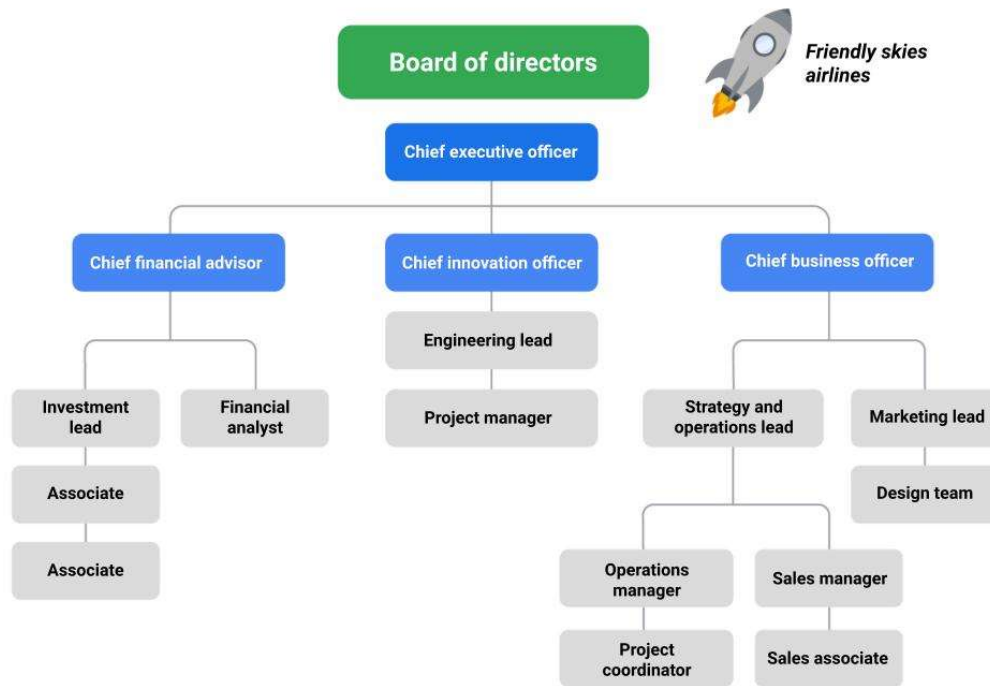 Board of directors
Friendly skies
airlines
Chief executive officer
Chief financial advisor
Chief innovation officer
Chief business officer
Engineering lead
Investment
lead
Financial
analyst
Project manager
Strategy and
operations lead
Marketing lead
Associate
Design team
Associate
Operations
manager
Sales manager
Project
coordinator
Sales associate